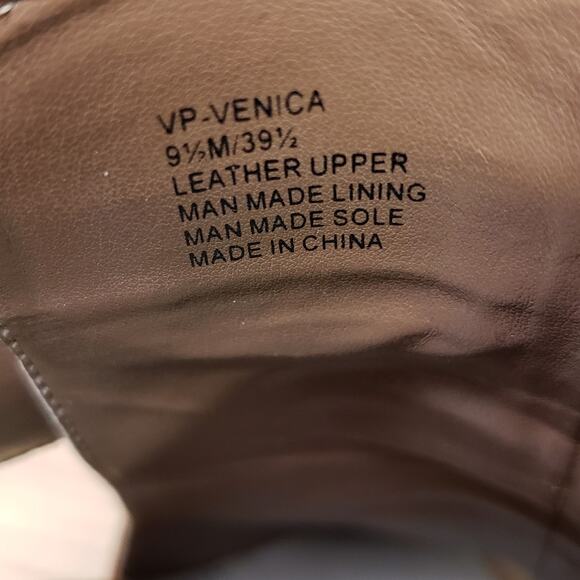 VP-VENICA
9½M/39½
LEATHER UPPER
MAN MADE LINING
MAN MADE SOLE
MADE IN CHINA